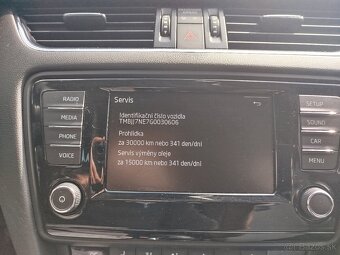 RADIO
MEDIA
PHONE
VOICE
Servis
Identifikační číslo vozidla
TMBJJ7NE7G0030606
Prohlídka
za 30000 km nebo 341 den/dní
Servis výměny oleje
za 15000 km nebo 341 den/dní
SETUP
SOUND
CAR
MENU